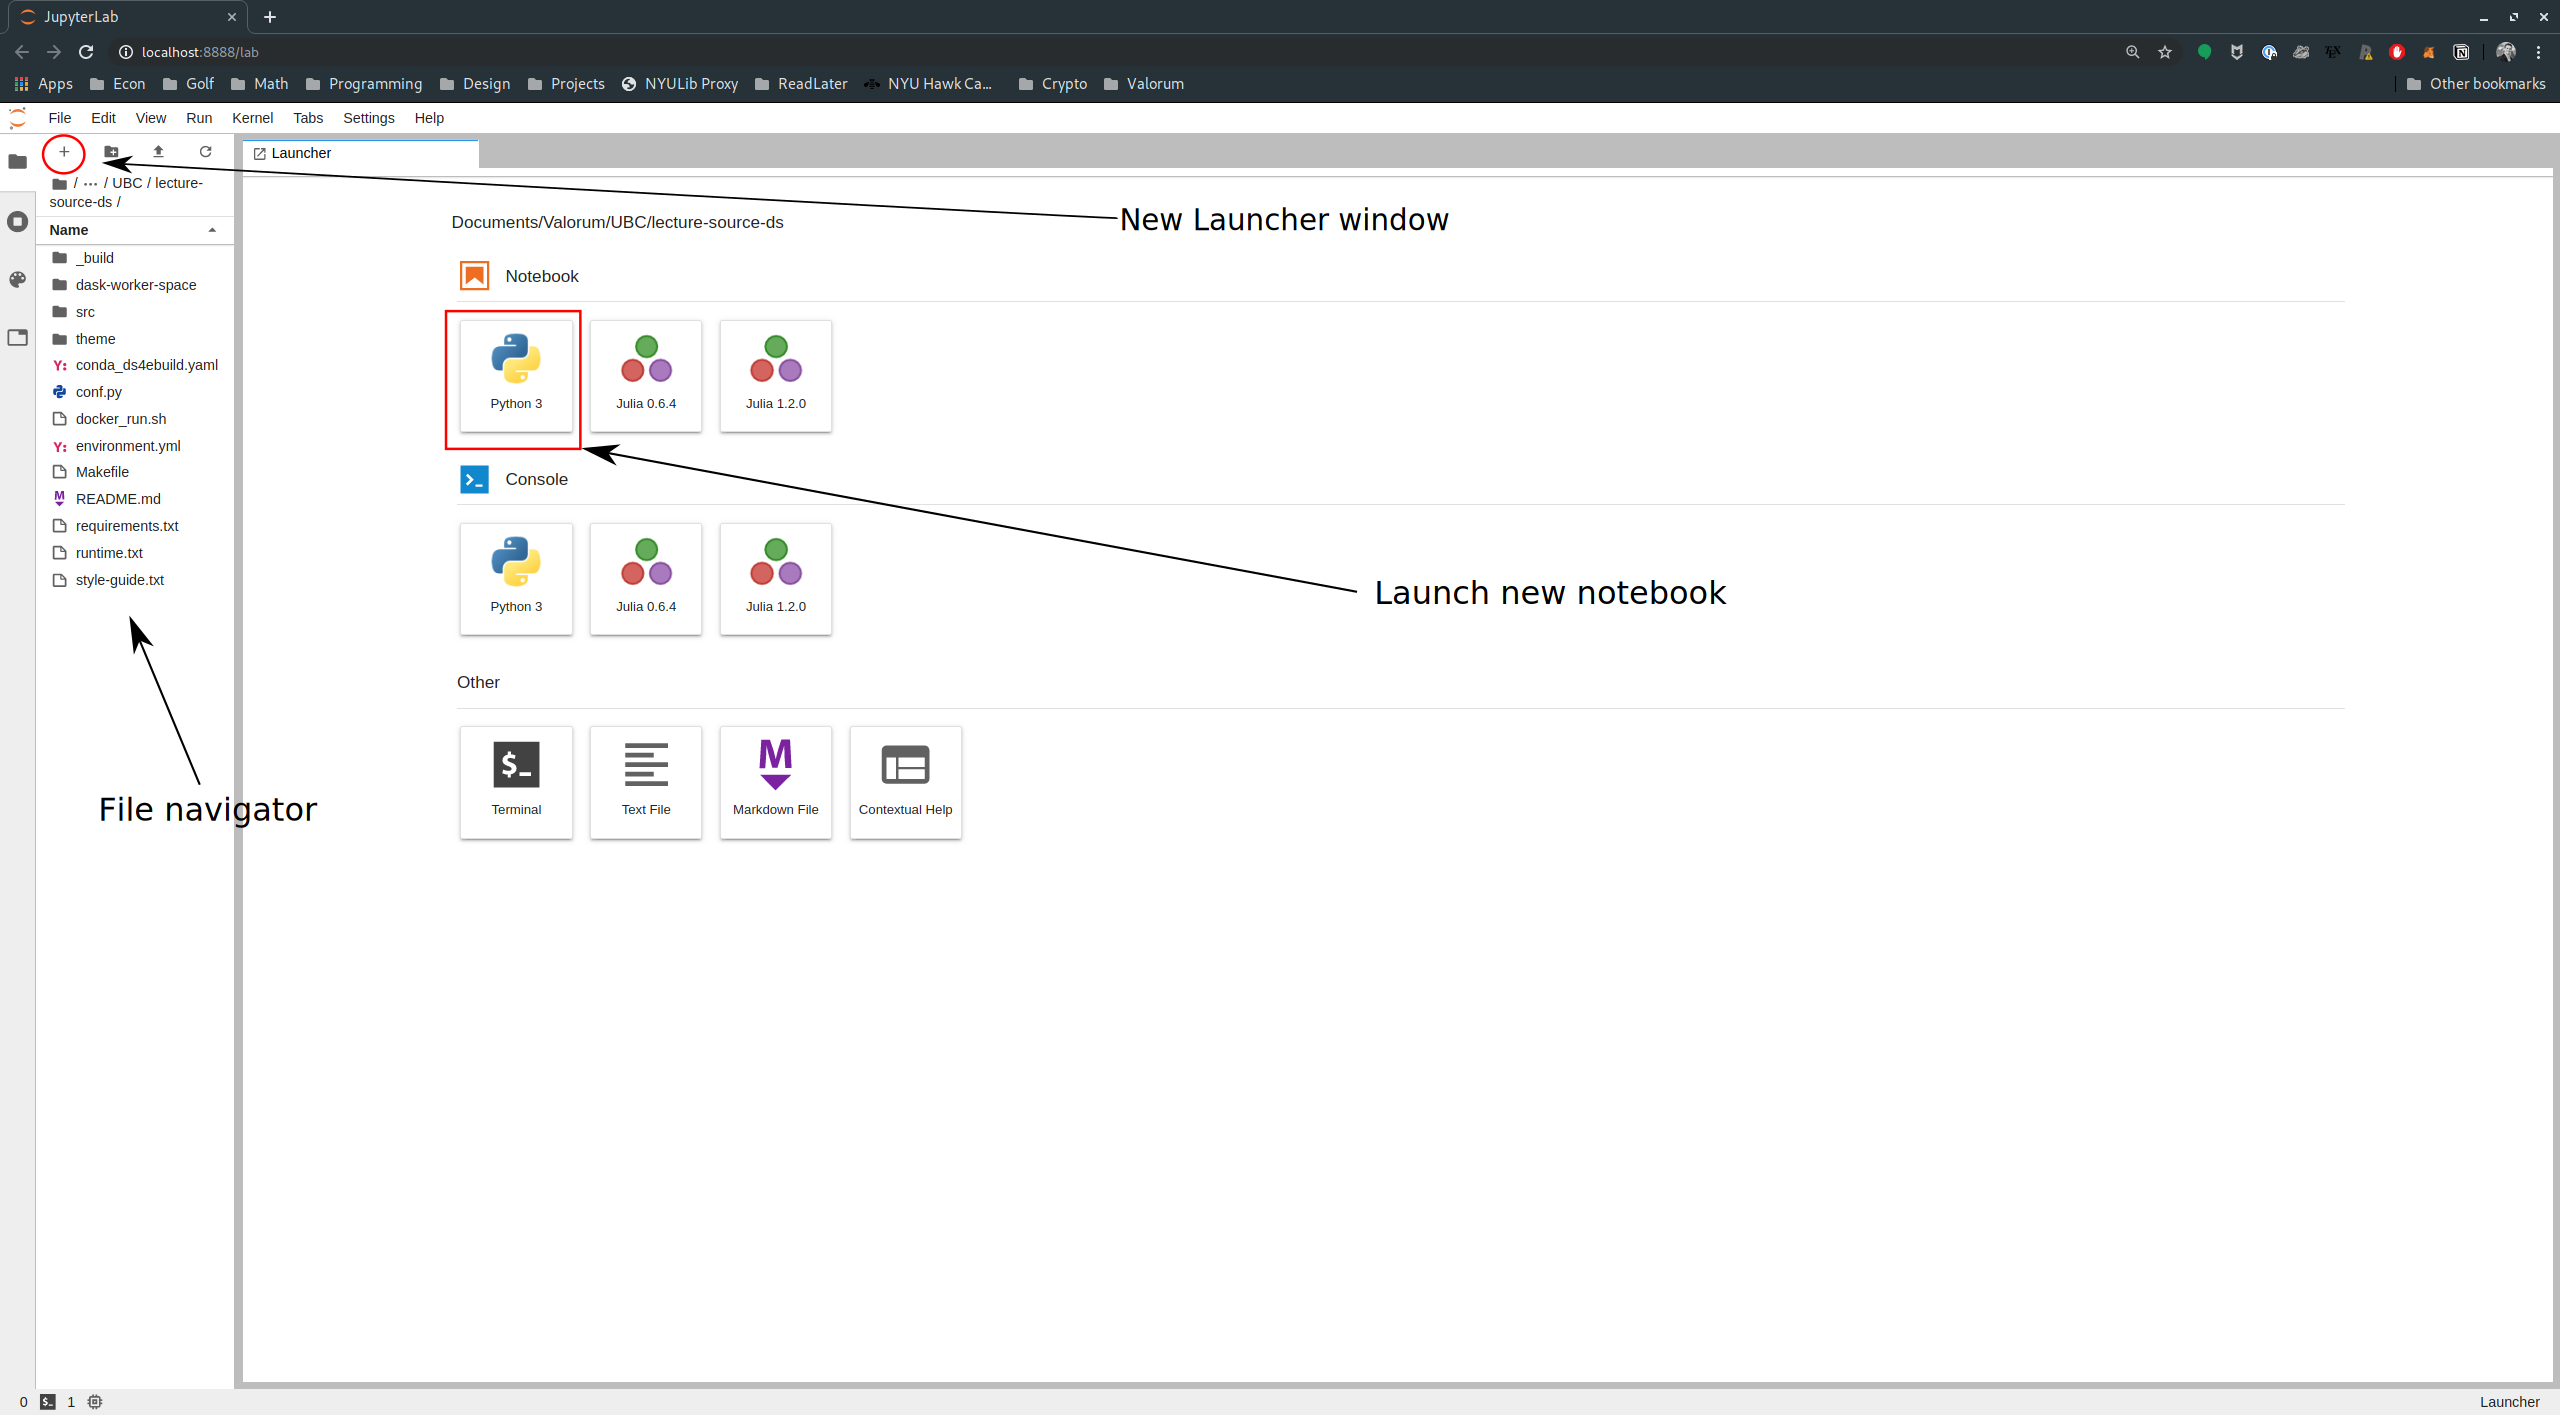 JupyterLab
localhost:8888/lab
Apps Econ Golf Math Programming Design Projects NYULib Proxy ReadLater NYU Hawk Ca... Crypto Valorum Other bookmarks
File Edit View Run Kernel Tabs Settings Help
Launcher
/ ··· / UBC / lecture-
source-ds /
Name
_build
dask-worker-space
src
theme
conda_ds4ebuild.yaml
conf.py
docker_run.sh
environment.yml
Makefile
README.md
requirements.txt
runtime.txt
style-guide.txt
File navigator
New Launcher window
Documents/Valorum/UBC/lecture-source-ds
Notebook
Python 3 Julia 0.6.4 Julia 1.2.0
Console
Launch new notebook
Python 3 Julia 0.6.4 Julia 1.2.0
Other
$_
M
Terminal Text File Markdown File Contextual Help
0 $_ 1 Launcher